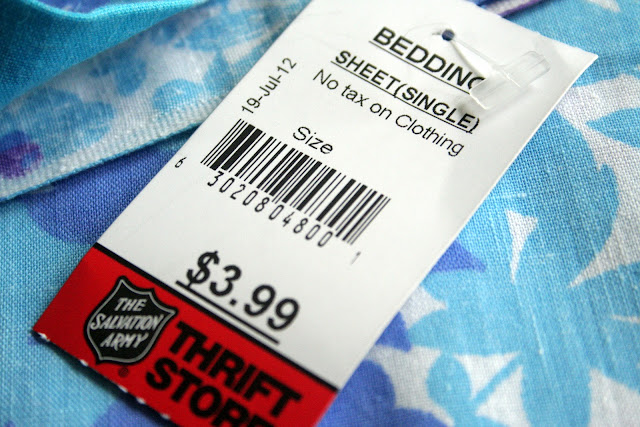 BEDDING
SHEET(SINGLE)
No tax on Clothing
19-Jul-12
Size
6 3020804800 1
$3.99
THE
SALVATION
ARMY
THRIFT
STORE